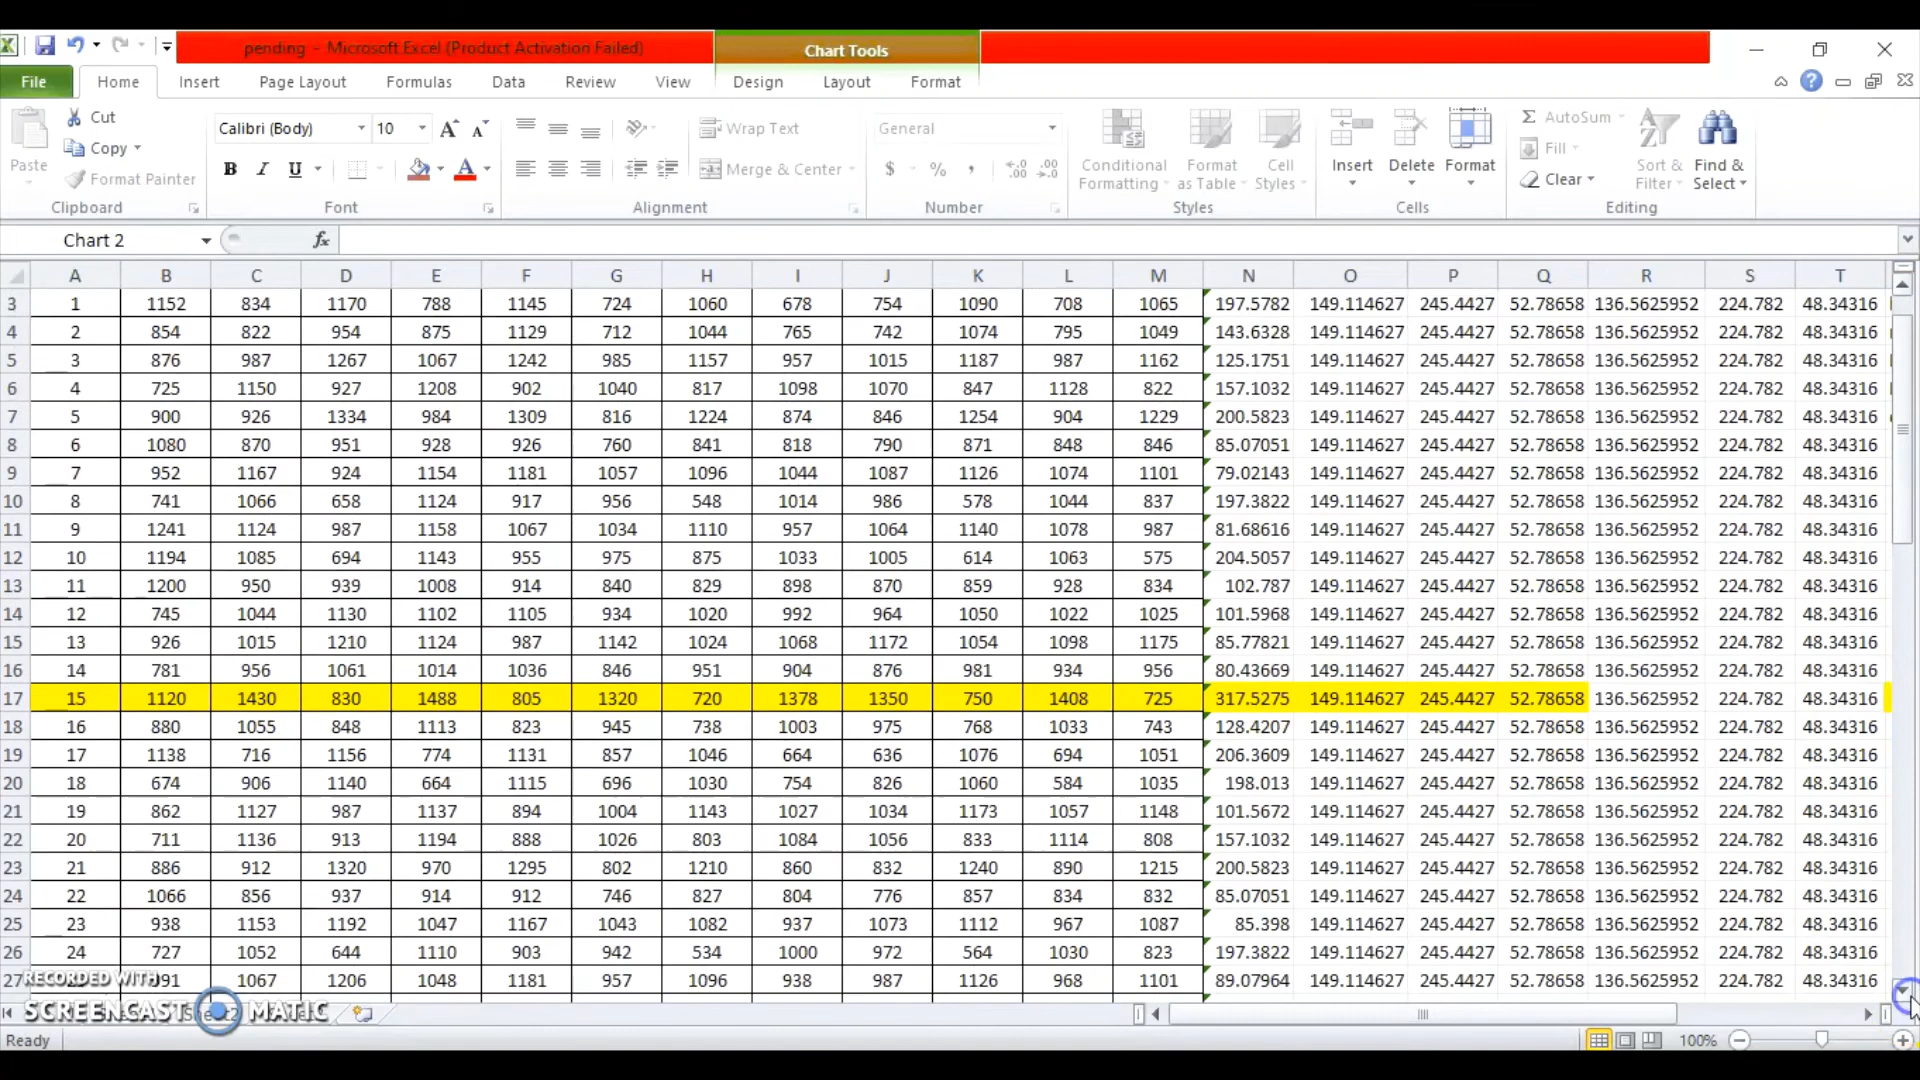 pending - Microsoft Excel (Product Activation Failed)
Chart Tools
File Home Insert Page Layout Formulas Data Review View Design Layout Format
Cut
Copy
Format Painter
Paste
Clipboard
Calibri (Body) 10
B I U
Font
Wrap Text
Merge & Center
Alignment
General
$ % ,
Number
Conditional Formatting
Format as Table
Cell Styles
Styles
Insert Delete Format
Cells
AutoSum
Fill
Clear
Sort & Filter
Find & Select
Editing
Chart 2 fx
A B C D E F G H I J K L M N O P Q R S T
3 1 1152 834 1170 788 1145 724 1060 678 754 1090 708 1065 197.5782 149.114627 245.4427 52.78658 136.5625952 224.782 48.34316
4 2 854 822 954 875 1129 712 1044 765 742 1074 795 1049 143.6328 149.114627 245.4427 52.78658 136.5625952 224.782 48.34316
5 3 876 987 1267 1067 1242 985 1157 957 1015 1187 987 1162 125.1751 149.114627 245.4427 52.78658 136.5625952 224.782 48.34316
6 4 725 1150 927 1208 902 1040 817 1098 1070 847 1128 822 157.1032 149.114627 245.4427 52.78658 136.5625952 224.782 48.34316
7 5 900 926 1334 984 1309 816 1224 874 846 1254 904 1229 200.5823 149.114627 245.4427 52.78658 136.5625952 224.782 48.34316
8 6 1080 870 951 928 926 760 841 818 790 871 848 846 85.07051 149.114627 245.4427 52.78658 136.5625952 224.782 48.34316
9 7 952 1167 924 1154 1181 1057 1096 1044 1087 1126 1074 1101 79.02143 149.114627 245.4427 52.78658 136.5625952 224.782 48.34316
10 8 741 1066 658 1124 917 956 548 1014 986 578 1044 837 197.3822 149.114627 245.4427 52.78658 136.5625952 224.782 48.34316
11 9 1241 1124 987 1158 1067 1034 1110 957 1064 1140 1078 987 81.68616 149.114627 245.4427 52.78658 136.5625952 224.782 48.34316
12 10 1194 1085 694 1143 955 975 875 1033 1005 614 1063 575 204.5057 149.114627 245.4427 52.78658 136.5625952 224.782 48.34316
13 11 1200 950 939 1008 914 840 829 898 870 859 928 834 102.787 149.114627 245.4427 52.78658 136.5625952 224.782 48.34316
14 12 745 1044 1130 1102 1105 934 1020 992 964 1050 1022 1025 101.5968 149.114627 245.4427 52.78658 136.5625952 224.782 48.34316
15 13 926 1015 1210 1124 987 1142 1024 1068 1172 1054 1098 1175 85.77821 149.114627 245.4427 52.78658 136.5625952 224.782 48.34316
16 14 781 956 1061 1014 1036 846 951 904 876 981 934 956 80.43669 149.114627 245.4427 52.78658 136.5625952 224.782 48.34316
17 15 1120 1430 830 1488 805 1320 720 1378 1350 750 1408 725 317.5275 149.114627 245.4427 52.78658 136.5625952 224.782 48.34316
18 16 880 1055 848 1113 823 945 738 1003 975 768 1033 743 128.4207 149.114627 245.4427 52.78658 136.5625952 224.782 48.34316
19 17 1138 716 1156 774 1131 857 1046 664 636 1076 694 1051 206.3609 149.114627 245.4427 52.78658 136.5625952 224.782 48.34316
20 18 674 906 1140 664 1115 696 1030 754 826 1060 584 1035 198.013 149.114627 245.4427 52.78658 136.5625952 224.782 48.34316
21 19 862 1127 987 1137 894 1004 1143 1027 1034 1173 1057 1148 101.5672 149.114627 245.4427 52.78658 136.5625952 224.782 48.34316
22 20 711 1136 913 1194 888 1026 803 1084 1056 833 1114 808 157.1032 149.114627 245.4427 52.78658 136.5625952 224.782 48.34316
23 21 886 912 1320 970 1295 802 1210 860 832 1240 890 1215 200.5823 149.114627 245.4427 52.78658 136.5625952 224.782 48.34316
24 22 1066 856 937 914 912 746 827 804 776 857 834 832 85.07051 149.114627 245.4427 52.78658 136.5625952 224.782 48.34316
25 23 938 1153 1192 1047 1167 1043 1082 937 1073 1112 967 1087 85.398 149.114627 245.4427 52.78658 136.5625952 224.782 48.34316
26 24 727 1052 644 1110 903 942 534 1000 972 564 1030 823 197.3822 149.114627 245.4427 52.78658 136.5625952 224.782 48.34316
27 1067 1206 1048 1181 957 1096 938 987 1126 968 1101 89.07964 149.114627 245.4427 52.78658 136.5625952 224.782 48.34316
RECORDED WITH
SCREENCAST MATIC
Ready 100%